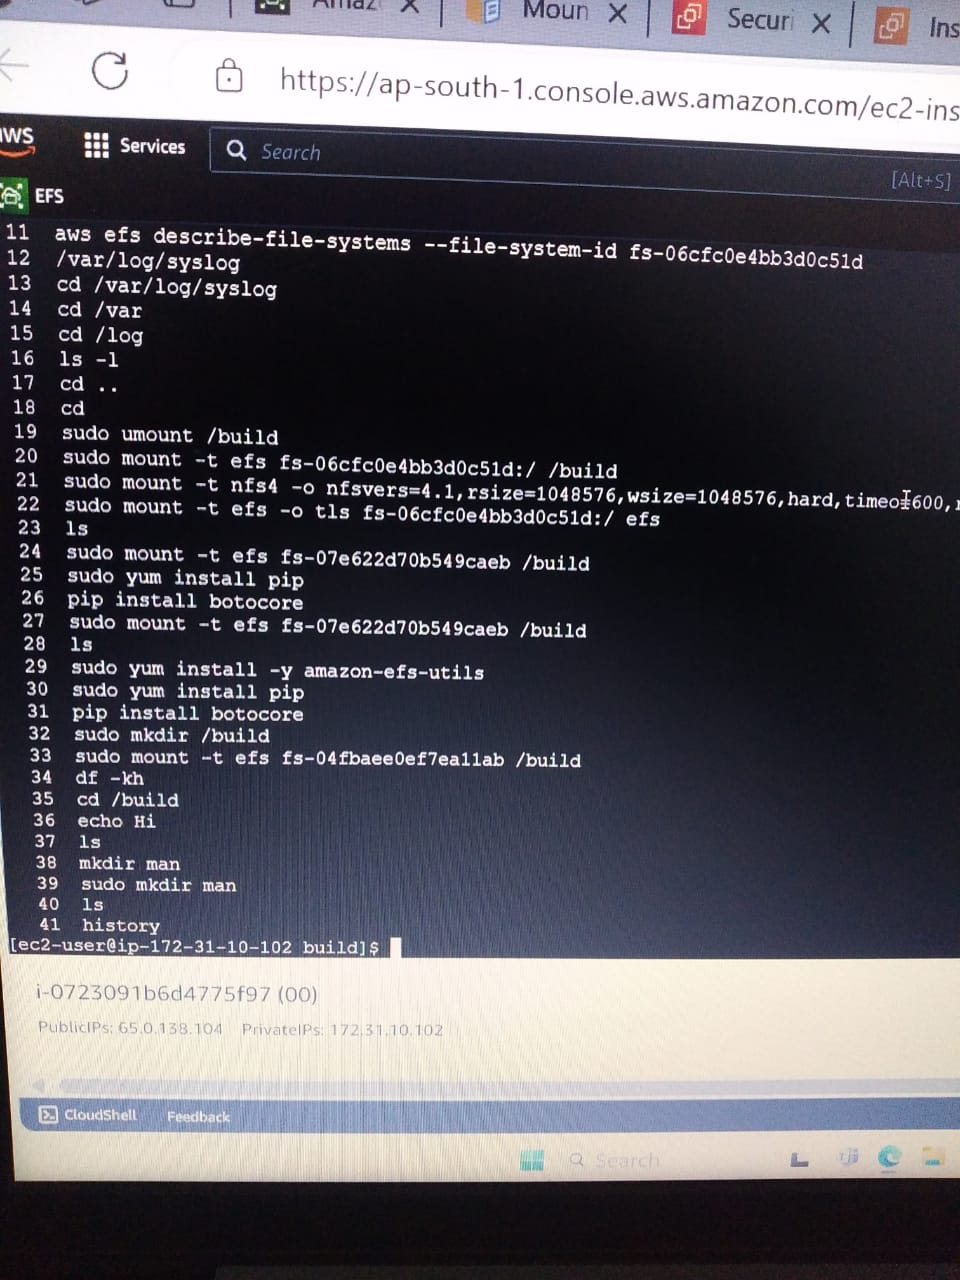 Moun
Securi
Ins
https://ap-south-1.console.aws.amazon.com/ec2-ins
Services
Search
[Alt+S]
EFS
11 aws efs describe-file-systems --file-system-id fs-06cfc0e4bb3d0c51d
12 /var/log/syslog
13 cd /var/log/syslog
14 cd /var
15 cd /log
16 ls -l
17 cd ..
18 cd
19 sudo umount /build
20 sudo mount -t efs fs-06cfc0e4bb3d0c51d:/ /build
21 sudo mount -t nfs4 -o nfsvers=4.1,rsize=1048576,wsize=1048576,hard,timeo=600,
22 sudo mount -t efs -o tls fs-06cfc0e4bb3d0c51d:/ efs
23 ls
24 sudo mount -t efs fs-07e622d70b549caeb /build
25 sudo yum install pip
26 pip install botocore
27 sudo mount -t efs fs-07e622d70b549caeb /build
28 ls
29 sudo yum install -y amazon-efs-utils
30 sudo yum install pip
31 pip install botocore
32 sudo mkdir /build
33 sudo mount -t efs fs-04fbaee0ef7ea11ab /build
34 df -kh
35 cd /build
36 echo Hi
37 ls
38 mkdir man
39 sudo mkdir man
40 ls
41 history
[ec2-user@ip-172-31-10-102 build]$
i-0723091b6d4775f97 (00)
PublicIPs: 65.0.138.104 PrivateIPs: 172.31.10.102
CloudShell Feedback
Search